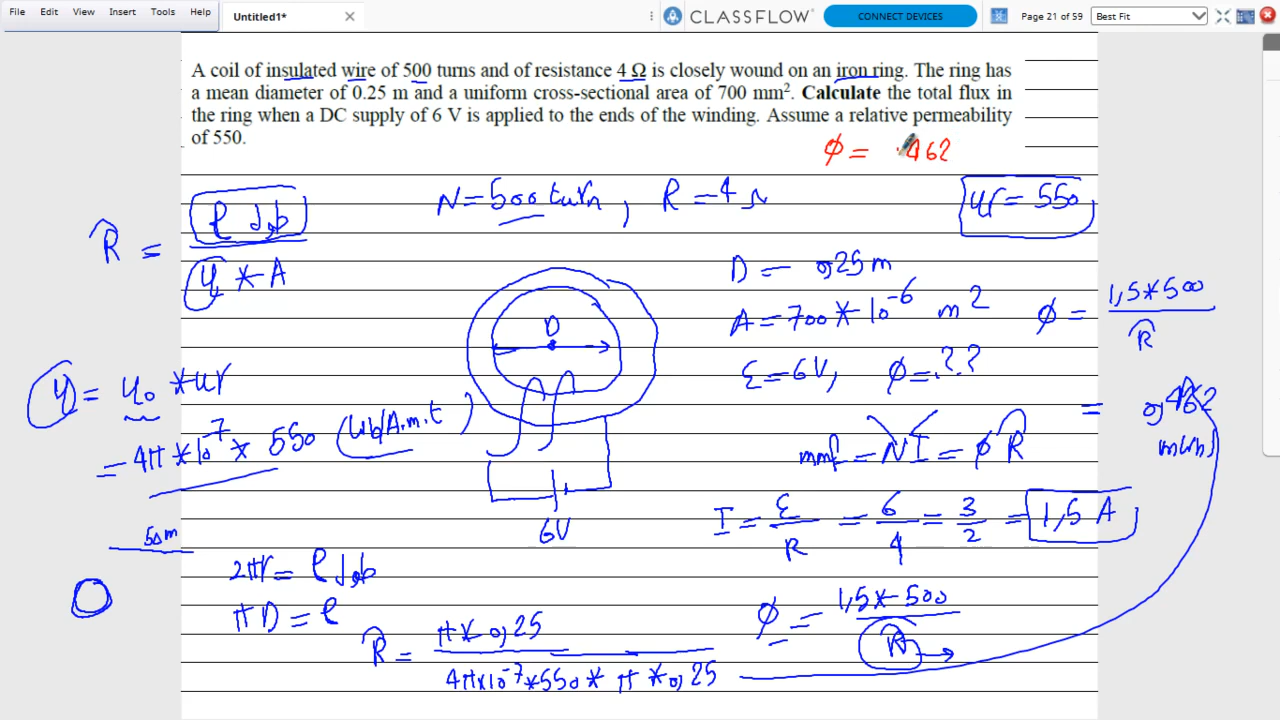 File Edit View Insert Tools Help
Untitled1*
CLASSFLOW
CONNECT DEVICES
Page 21 of 59
Best Fit
A coil of insulated wire of 500 turns and of resistance 4 Ω is closely wound on an iron ring. The ring has
a mean diameter of 0.25 m and a uniform cross-sectional area of 700 mm². Calculate the total flux in
the ring when a DC supply of 6 V is applied to the ends of the winding. Assume a relative permeability
of 550.
ϕ = .462
N=500 turn, R=4Ω
ur = 550
R = l طول / u * A
D = 0,25m
A = 700 * 10⁻⁶ m²
ϕ = 1,5*500 / R
D
ε = 6V, ϕ = ? ?
u = u₀ * ur
= 0,462
mwb
= 4π * 10⁻⁷ * 550 (wb/A.m.t)
mmf = NI = ϕ R
I = ε / R = 6 / 4 = 3 / 2 = 1,5 A
6V
50m
2πr = l طول
πD = l
ϕ = 1,5 * 500 / R
R = π* 0,25 / 4π*10⁻⁷*550* π * 0,25